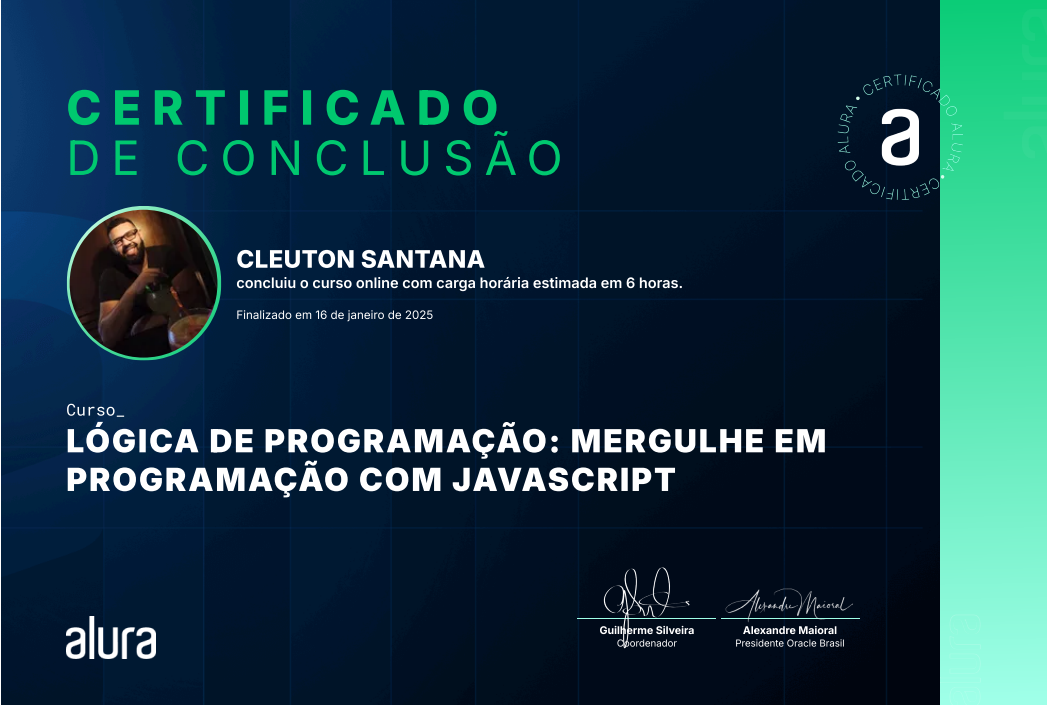 CERTIFICADO
DE CONCLUSÃO
CERTIFICADO ALURA • CERTIFICADO ALURA •
a
CLEUTON SANTANA
concluiu o curso online com carga horária estimada em 6 horas.
Finalizado em 16 de janeiro de 2025
Curso_
LÓGICA DE PROGRAMAÇÃO: MERGULHE EM
PROGRAMAÇÃO COM JAVASCRIPT
alura
Alexandre Maioral
Guilherme Silveira
Coordenador
Alexandre Maioral
Presidente Oracle Brasil